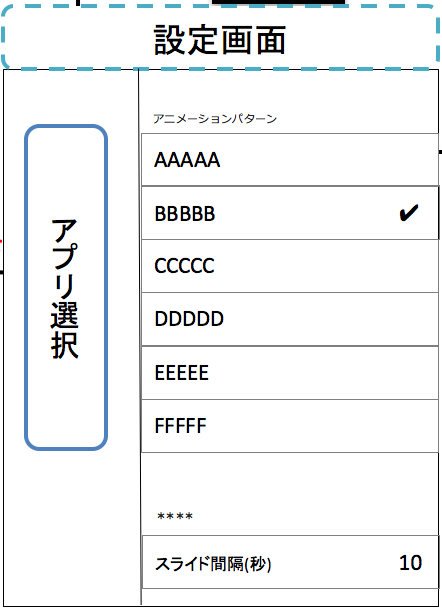 設定画面
アプリ選択
アニメーションパターン
AAAAA
BBBBB ✔
CCCCC
DDDDD
EEEEE
FFFFF
****
スライド間隔(秒) 10